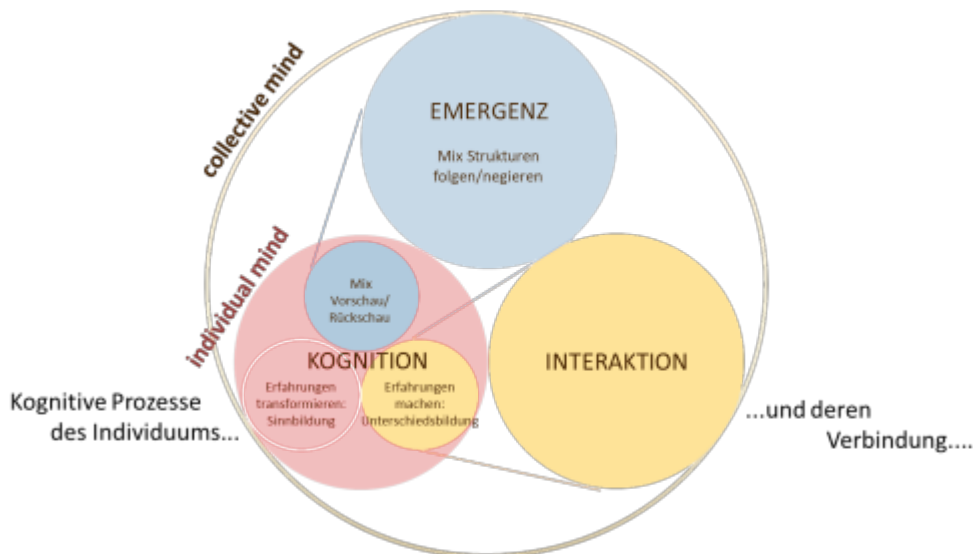 collective mind
EMERGENZ
Mix Strukturen
folgen/negieren
individual mind
Mix
Vorschau/
Rückschau
KOGNITION
INTERAKTION
Erfahrungen
transformieren:
Sinnbildung
Erfahrungen
machen:
Unterschiedsbildung
Kognitive Prozesse
des Individuums...
...und deren
Verbindung....